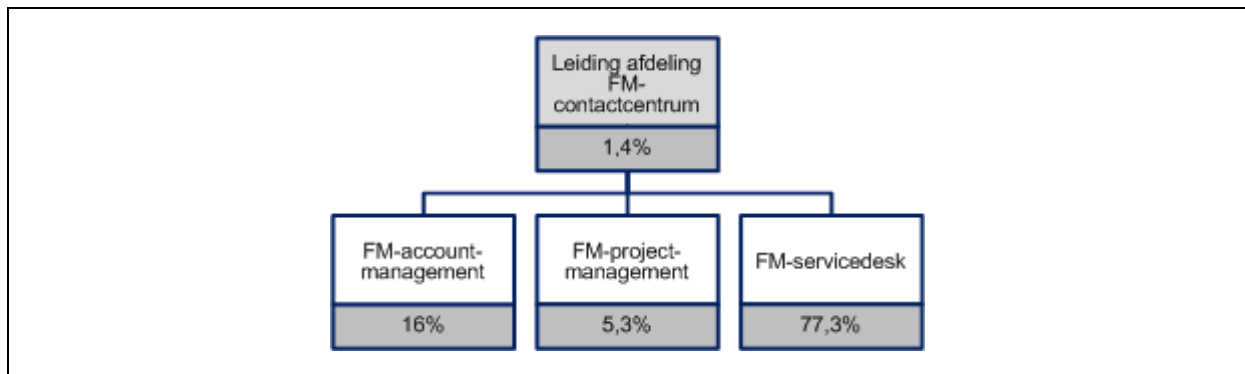 Leiding afdeling
FM-
contactcentrum
1,4%
FM-account-
management
16%
FM-project-
management
5,3%
FM-servicedesk
77,3%